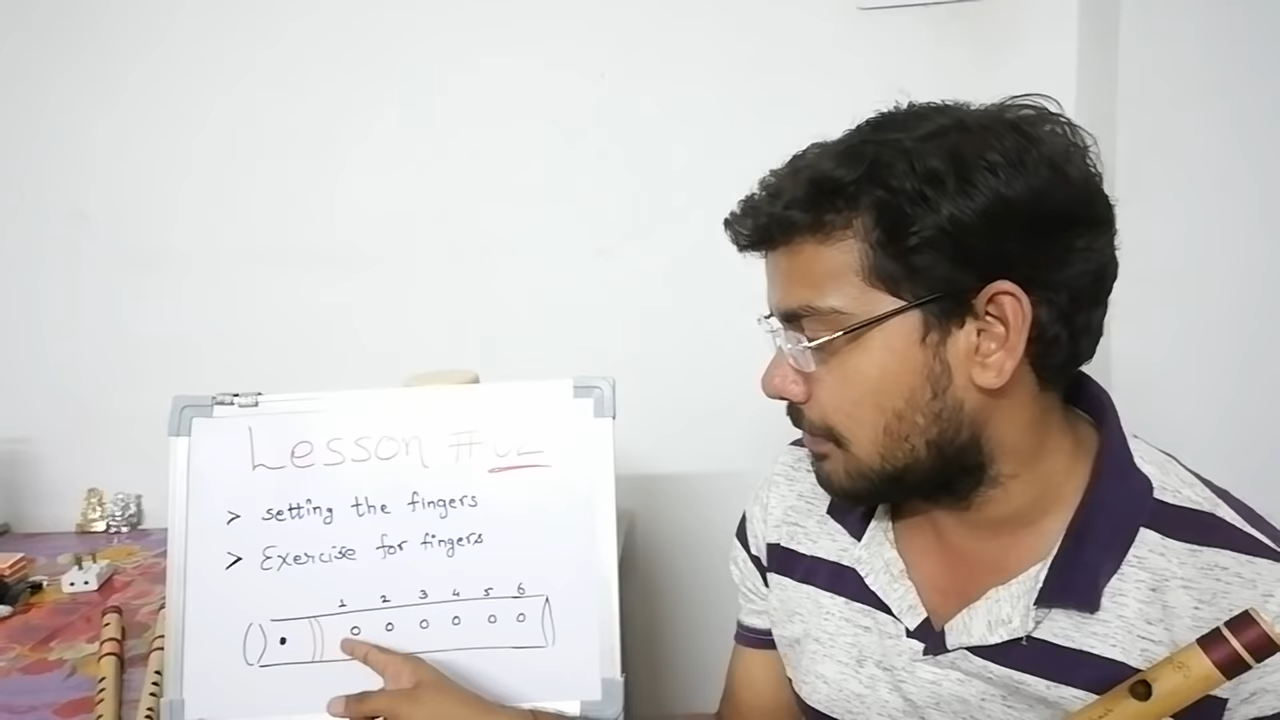 Lesson #02
> setting the fingers
> Exercise for fingers
1 2 3 4 5 6